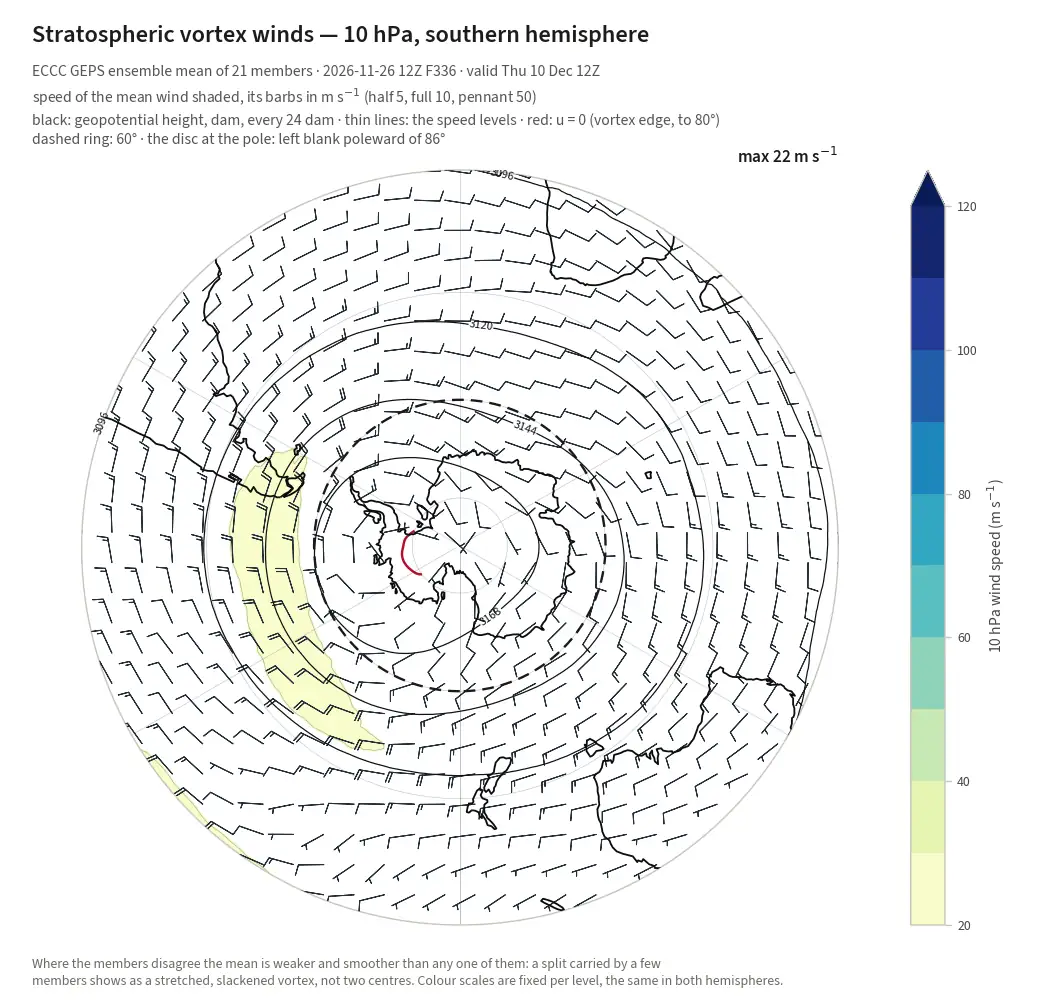 Stratospheric vortex winds — 10 hPa, southern hemisphere
ECCC GEPS ensemble mean of 21 members · 2026-11-26 12Z F336 · valid Thu 10 Dec 12Z
speed of the mean wind shaded, its barbs in m s⁻¹ (half 5, full 10, pennant 50)
black: geopotential height, dam, every 24 dam · thin lines: the speed levels · red: u = 0 (vortex edge, to 80°)
dashed ring: 60° · the disc at the pole: left blank poleward of 86°
max 22 m s⁻¹
3096
3120
3096
3144
3168
120
100
80
60
40
20
10 hPa wind speed (m s⁻¹)
Where the members disagree the mean is weaker and smoother than any one of them: a split carried by a few
members shows as a stretched, slackened vortex, not two centres. Colour scales are fixed per level, the same in both hemispheres.